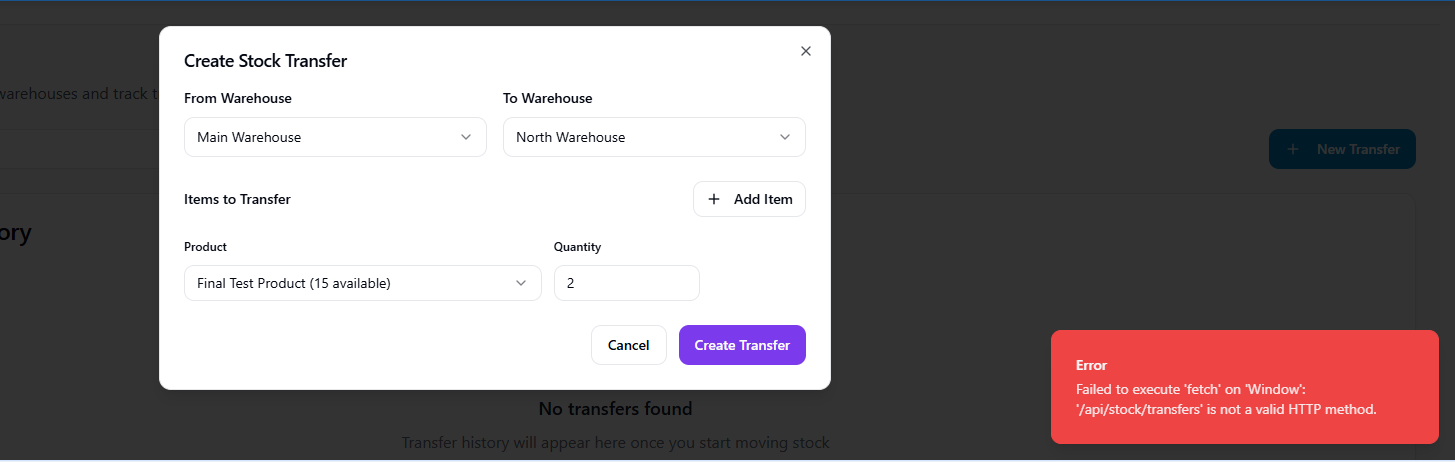 Create Stock Transfer
From Warehouse
To Warehouse
warehouses and track t
Main Warehouse
North Warehouse
New Transfer
Items to Transfer
Add Item
ory
Product
Quantity
Final Test Product (15 available)
2
Cancel
Create Transfer
Error
Failed to execute 'fetch' on 'Window':
'/api/stock/transfers' is not a valid HTTP method.
No transfers found
Transfer history will appear here once you start moving stock